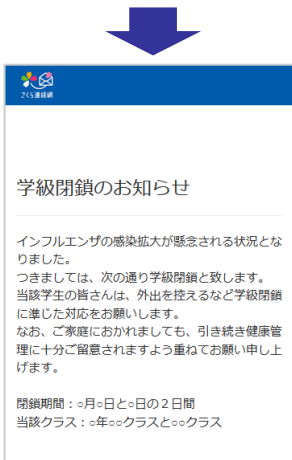 さくら連絡網
学級閉鎖のお知らせ
インフルエンザの感染拡大が懸念される状況とな
りました。
つきましては、次の通り学級閉鎖と致します。
当該学生の皆さんは、外出を控えるなど学級閉鎖
に準じた対応をお願いします。
なお、ご家庭におかれましても、引き続き健康管
理に十分ご留意されますよう重ねてお願い申し上
げます。
閉鎖期間：○月○日と○日の２日間
当該クラス：○年○○クラスと○○クラス